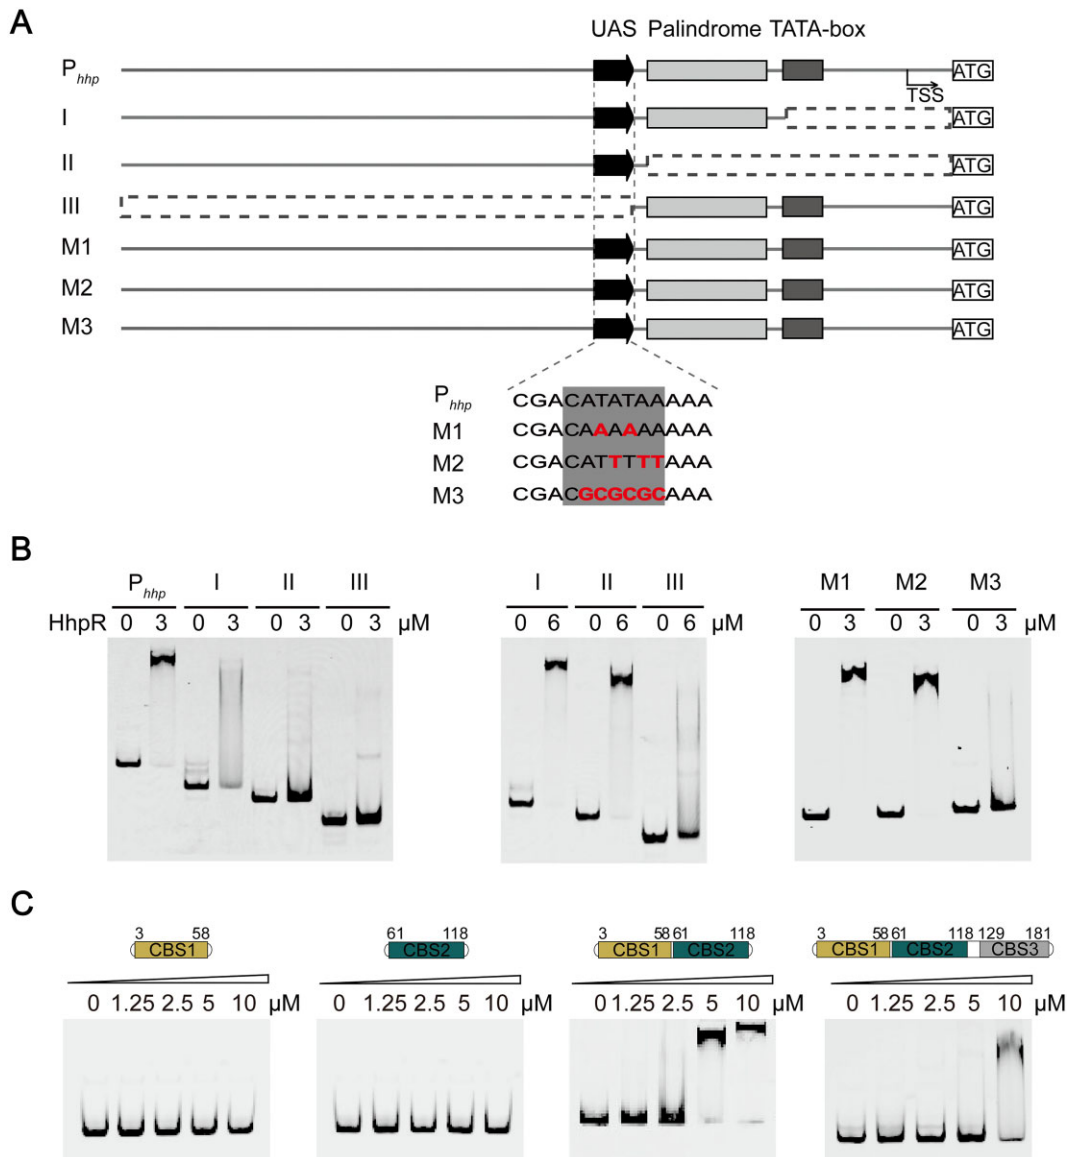 A
UAS Palindrome TATA-box
Phhp ATG
TSS
I ATG
II ATG
III ATG
M1 ATG
M2 ATG
M3 ATG
Phhp CGACATATAAAAA
M1 CGACAAAAAAAAA
M2 CGACATTTTTAAA
M3 CGACGCGCGCAAA
B
Phhp I II III I II III M1 M2 M3
HhpR 0 3 0 3 0 3 0 3 µM 0 6 0 6 0 6 µM 0 3 0 3 0 3 µM
C
3 58 61 118 3 58 61 118 3 58 61 118 129 181
CBS1 CBS2 CBS1 CBS2 CBS1 CBS2 CBS3
0 1.25 2.5 5 10 µM 0 1.25 2.5 5 10 µM 0 1.25 2.5 5 10 µM 0 1.25 2.5 5 10 µM